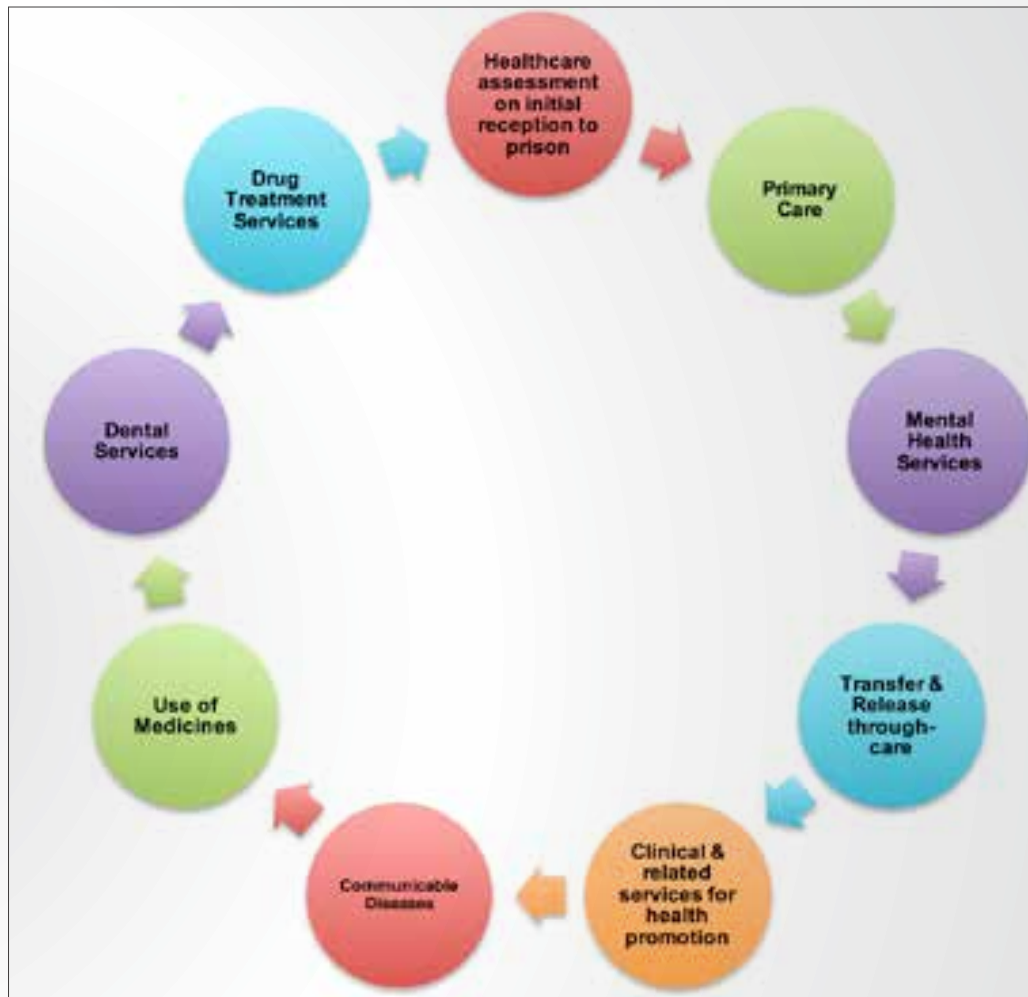 Healthcare
assessment
on initial
reception to
prison
Primary
Care
Mental
Health
Services
Transfer &
Release
through-
care
Clinical &
related
services for
health
promotion
Communicable
Diseases
Use of
Medicines
Dental
Services
Drug
Treatment
Services